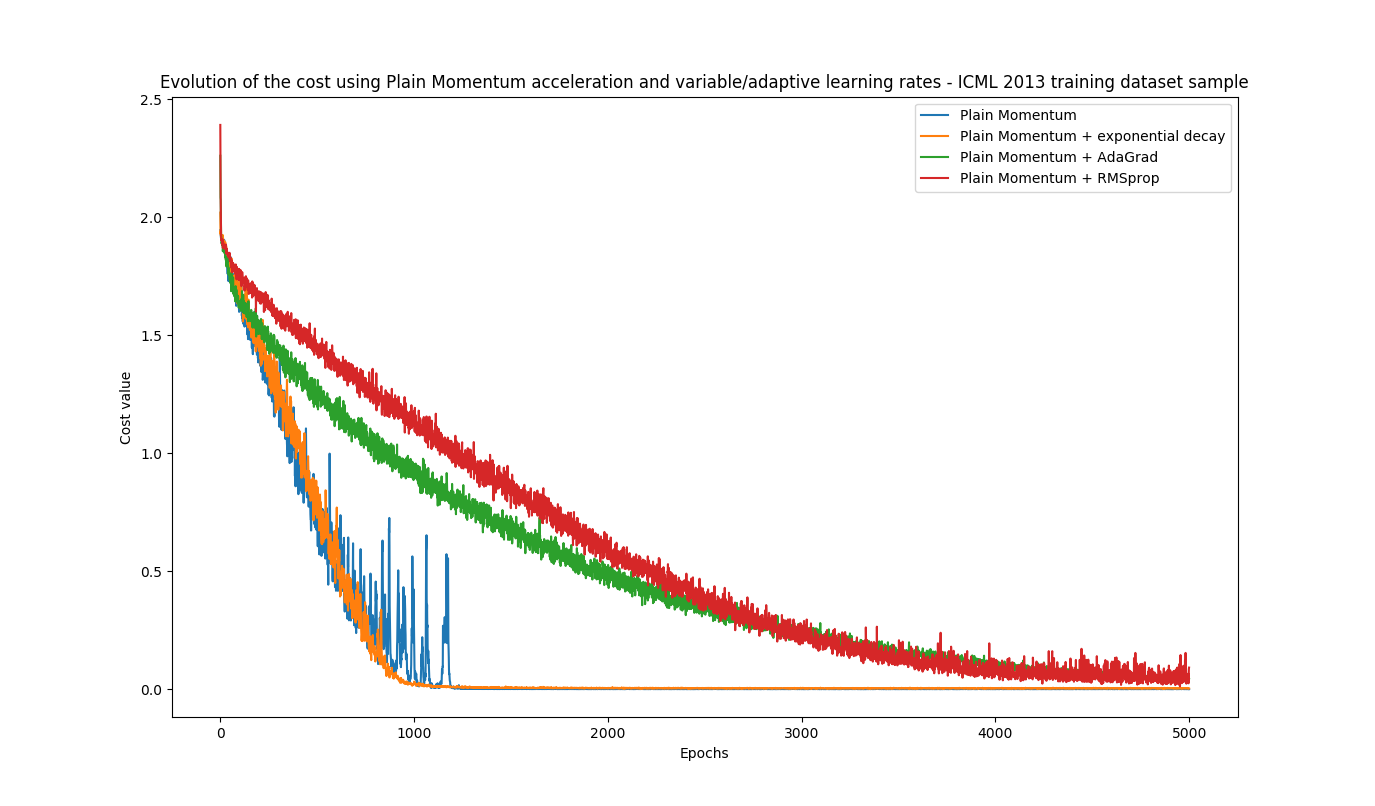 Evolution of the cost using Plain Momentum acceleration and variable/adaptive learning rates - ICML 2013 training dataset sample
Plain Momentum
Plain Momentum + exponential decay
Plain Momentum + AdaGrad
Plain Momentum + RMSprop
Cost value
2.5
2.0
1.5
1.0
0.5
0.0
0 1000 2000 3000 4000 5000
Epochs